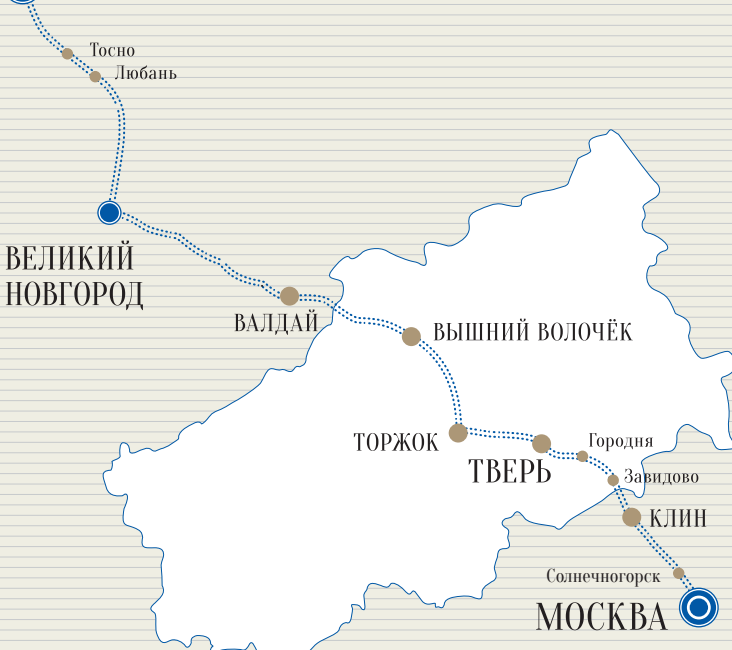 Тосно
Любань
ВЕЛИКИЙ
НОВГОРОД
ВАЛДАЙ
ВЫШНИЙ ВОЛОЧЁК
ТОРЖОК
Городня
ТВЕРЬ
Завидово
КЛИН
Солнечногорск
МОСКВА